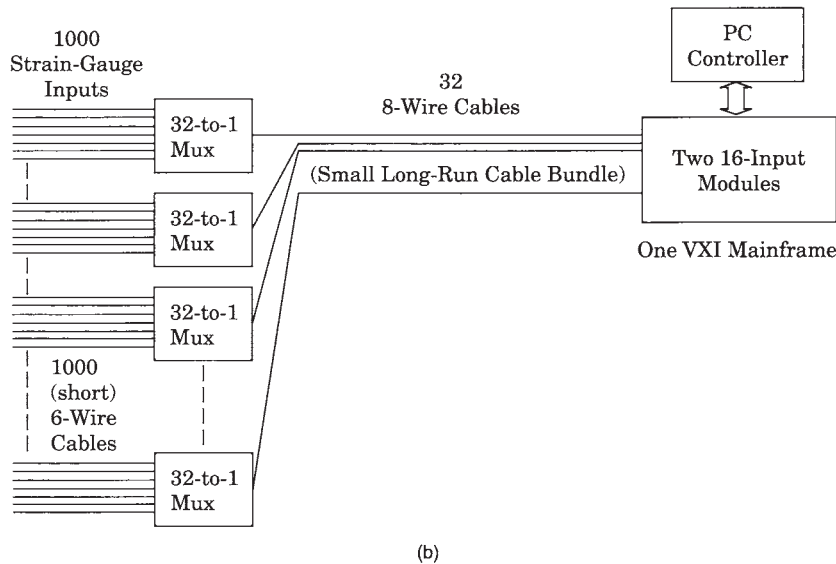 1000
Strain-Gauge
Inputs
32
8-Wire Cables
PC
Controller
32-to-1
Mux
(Small Long-Run Cable Bundle)
Two 16-Input
Modules
32-to-1
Mux
One VXI Mainframe
32-to-1
Mux
1000
(short)
6-Wire
Cables
32-to-1
Mux
(b)